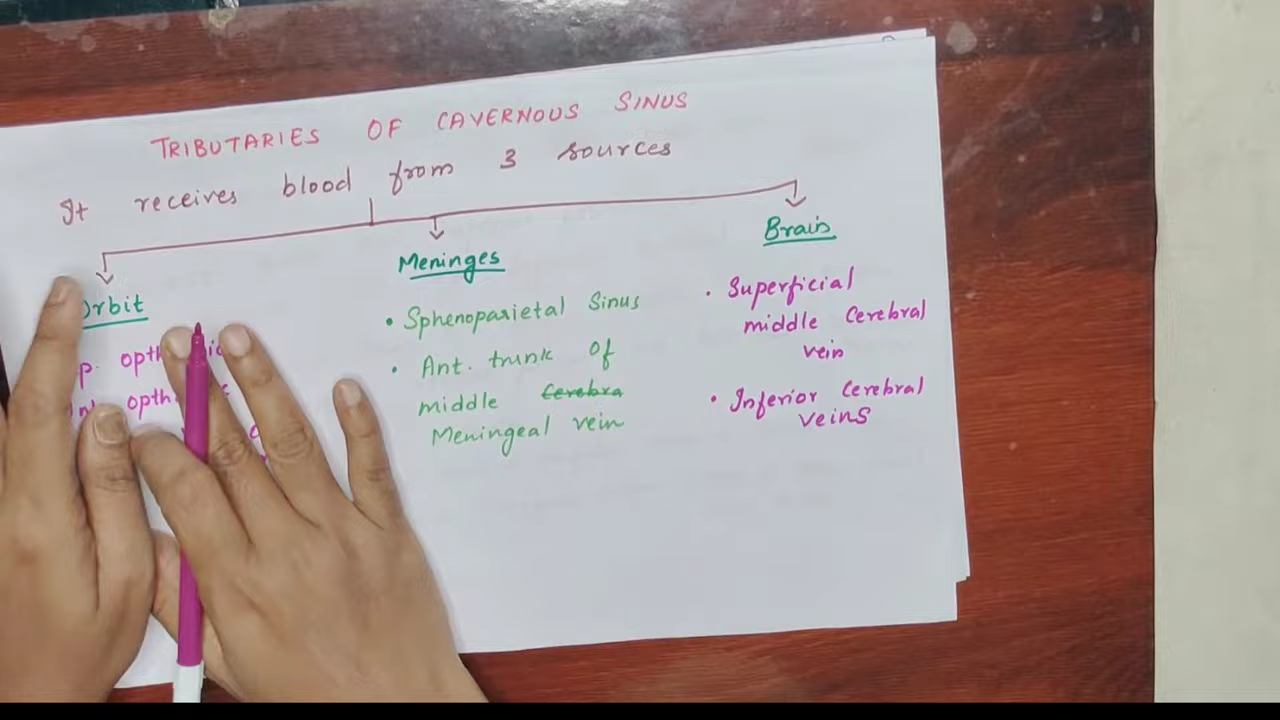 TRIBUTARIES OF CAVERNOUS SINUS
It receives blood from 3 sources
Orbit
Meninges
• Sphenoparietal Sinus
• Ant. trunk of
middle Cerebra
Meningeal vein
Brain
• Superficial
middle Cerebral
vein
• Inferior Cerebral
veins